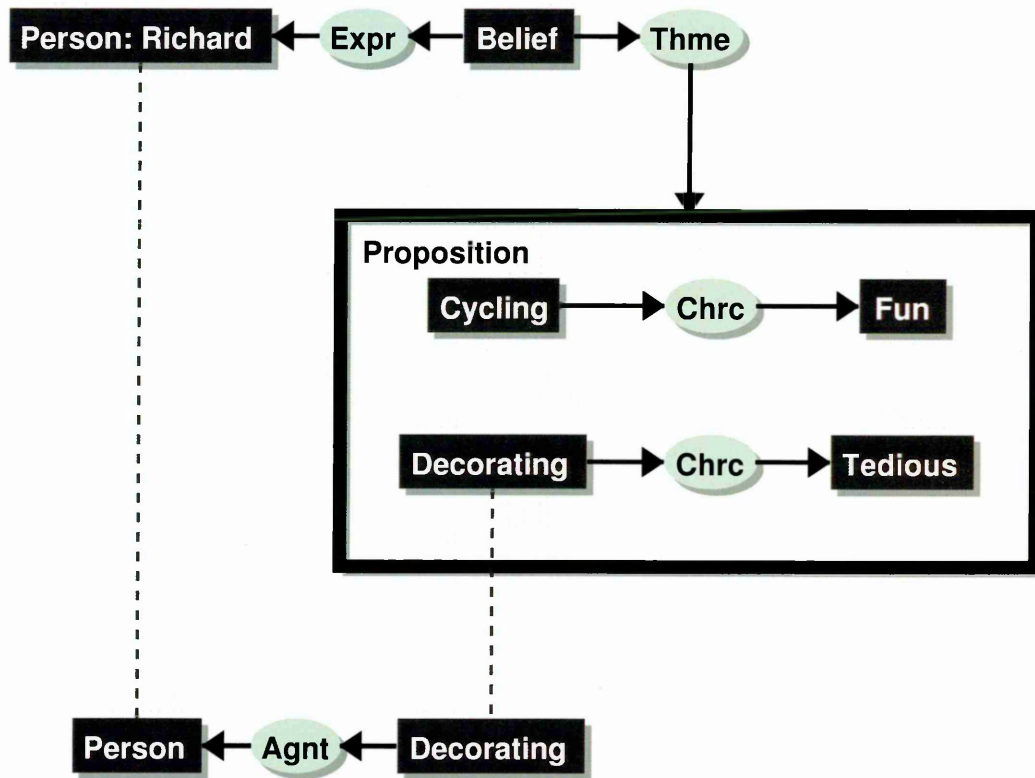 Person: Richard Expr Belief Thme
Proposition
Cycling Chrc Fun
Decorating Chrc Tedious
Person Agnt Decorating